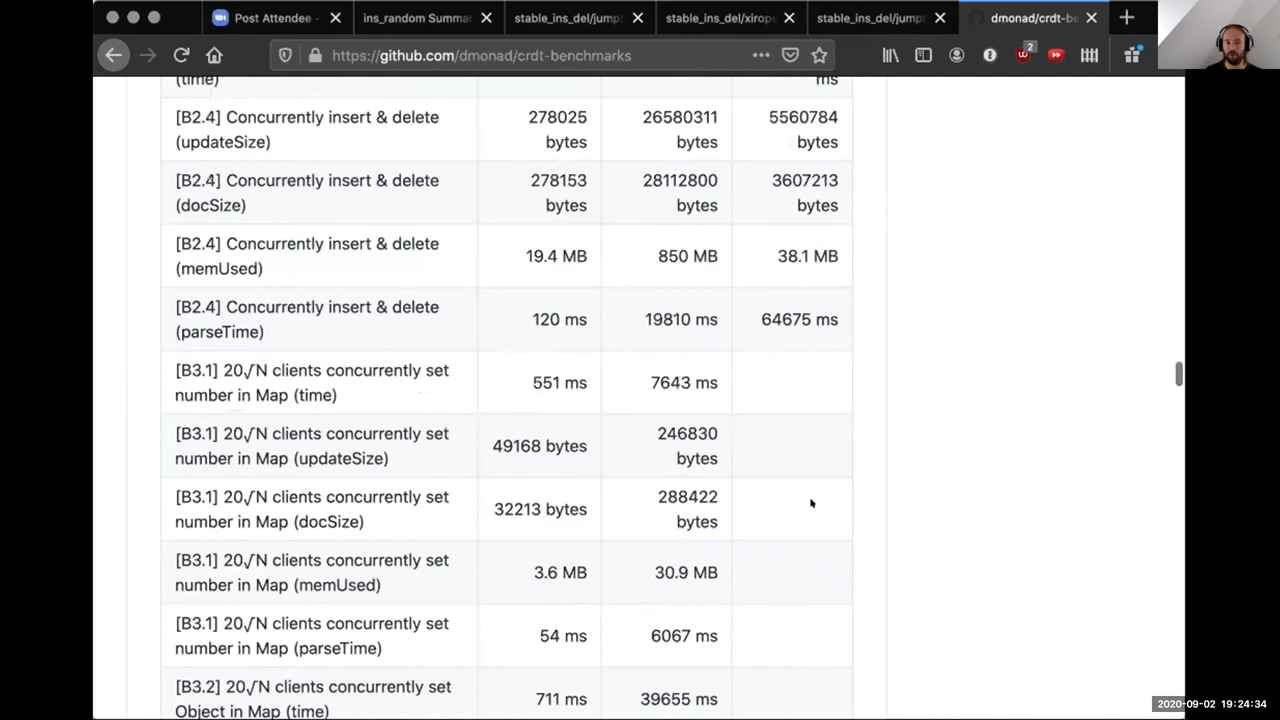 Post Attendee -
ins_random Summa
stable_ins_del/jumpr
stable_ins_del/xirope
stable_ins_del/jumpr
dmonad/crdt-be
https://github.com/dmonad/crdt-benchmarks
2
(time)
ms
[B2.4] Concurrently insert & delete
(updateSize)
278025
bytes
26580311
bytes
5560784
bytes
[B2.4] Concurrently insert & delete
(docSize)
278153
bytes
28112800
bytes
3607213
bytes
[B2.4] Concurrently insert & delete
(memUsed)
19.4 MB
850 MB
38.1 MB
[B2.4] Concurrently insert & delete
(parseTime)
120 ms
19810 ms
64675 ms
[B3.1] 20√N clients concurrently set
number in Map (time)
551 ms
7643 ms
[B3.1] 20√N clients concurrently set
number in Map (updateSize)
49168 bytes
246830
bytes
[B3.1] 20√N clients concurrently set
number in Map (docSize)
32213 bytes
288422
bytes
[B3.1] 20√N clients concurrently set
number in Map (memUsed)
3.6 MB
30.9 MB
[B3.1] 20√N clients concurrently set
number in Map (parseTime)
54 ms
6067 ms
[B3.2] 20√N clients concurrently set
Object in Map (time)
711 ms
39655 ms
2020-09-02 19:24:34